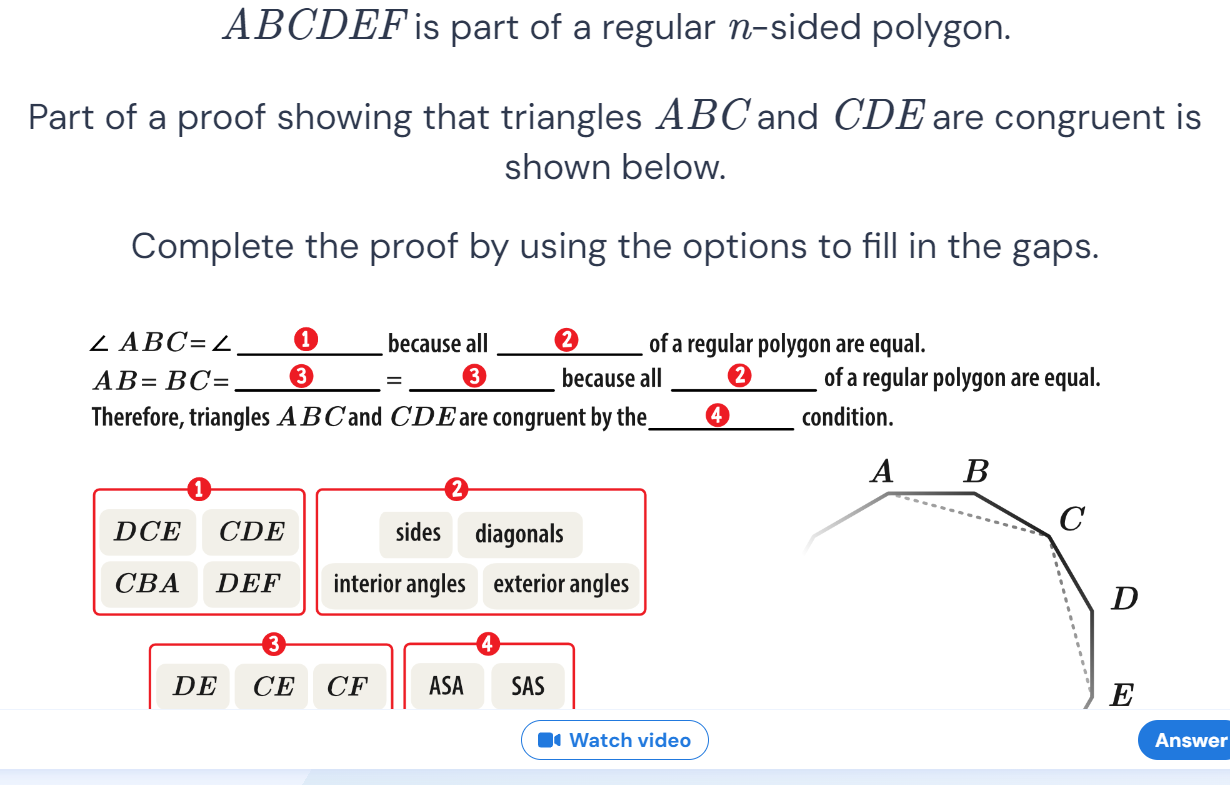 ABCDEF is part of a regular n-sided polygon.
Part of a proof showing that triangles ABC and CDE are congruent is
shown below.
Complete the proof by using the options to fill in the gaps.
∠ ABC= ∠ ____1____ because all ____2____ of a regular polygon are equal.
AB= BC= ____3____ = ____3____ because all ____2____ of a regular polygon are equal.
Therefore, triangles ABC and CDE are congruent by the ____4____ condition.
1
DCE CDE
CBA DEF
2
sides diagonals
interior angles exterior angles
3
DE CE CF
4
ASA SAS
A B
C
D
E
Watch video
Answer